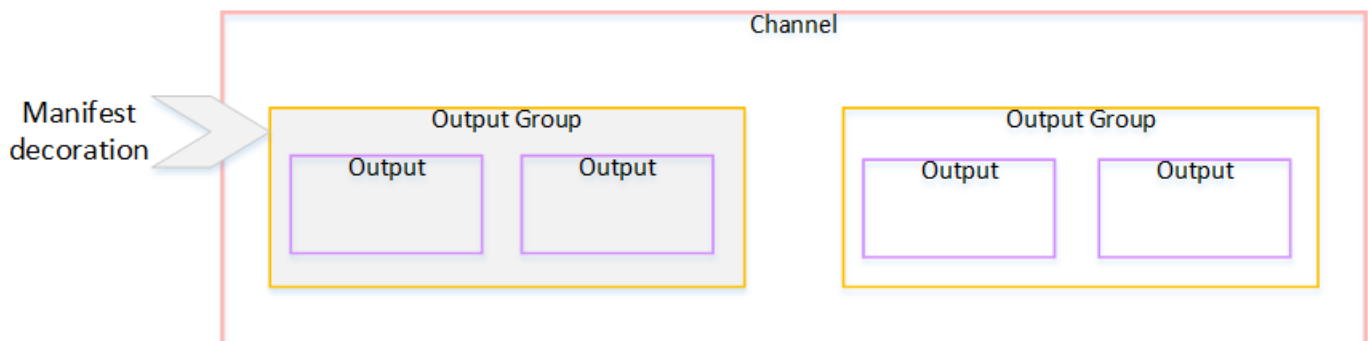 Channel
Manifest
decoration
Output Group
Output
Output
Output Group
Output
Output